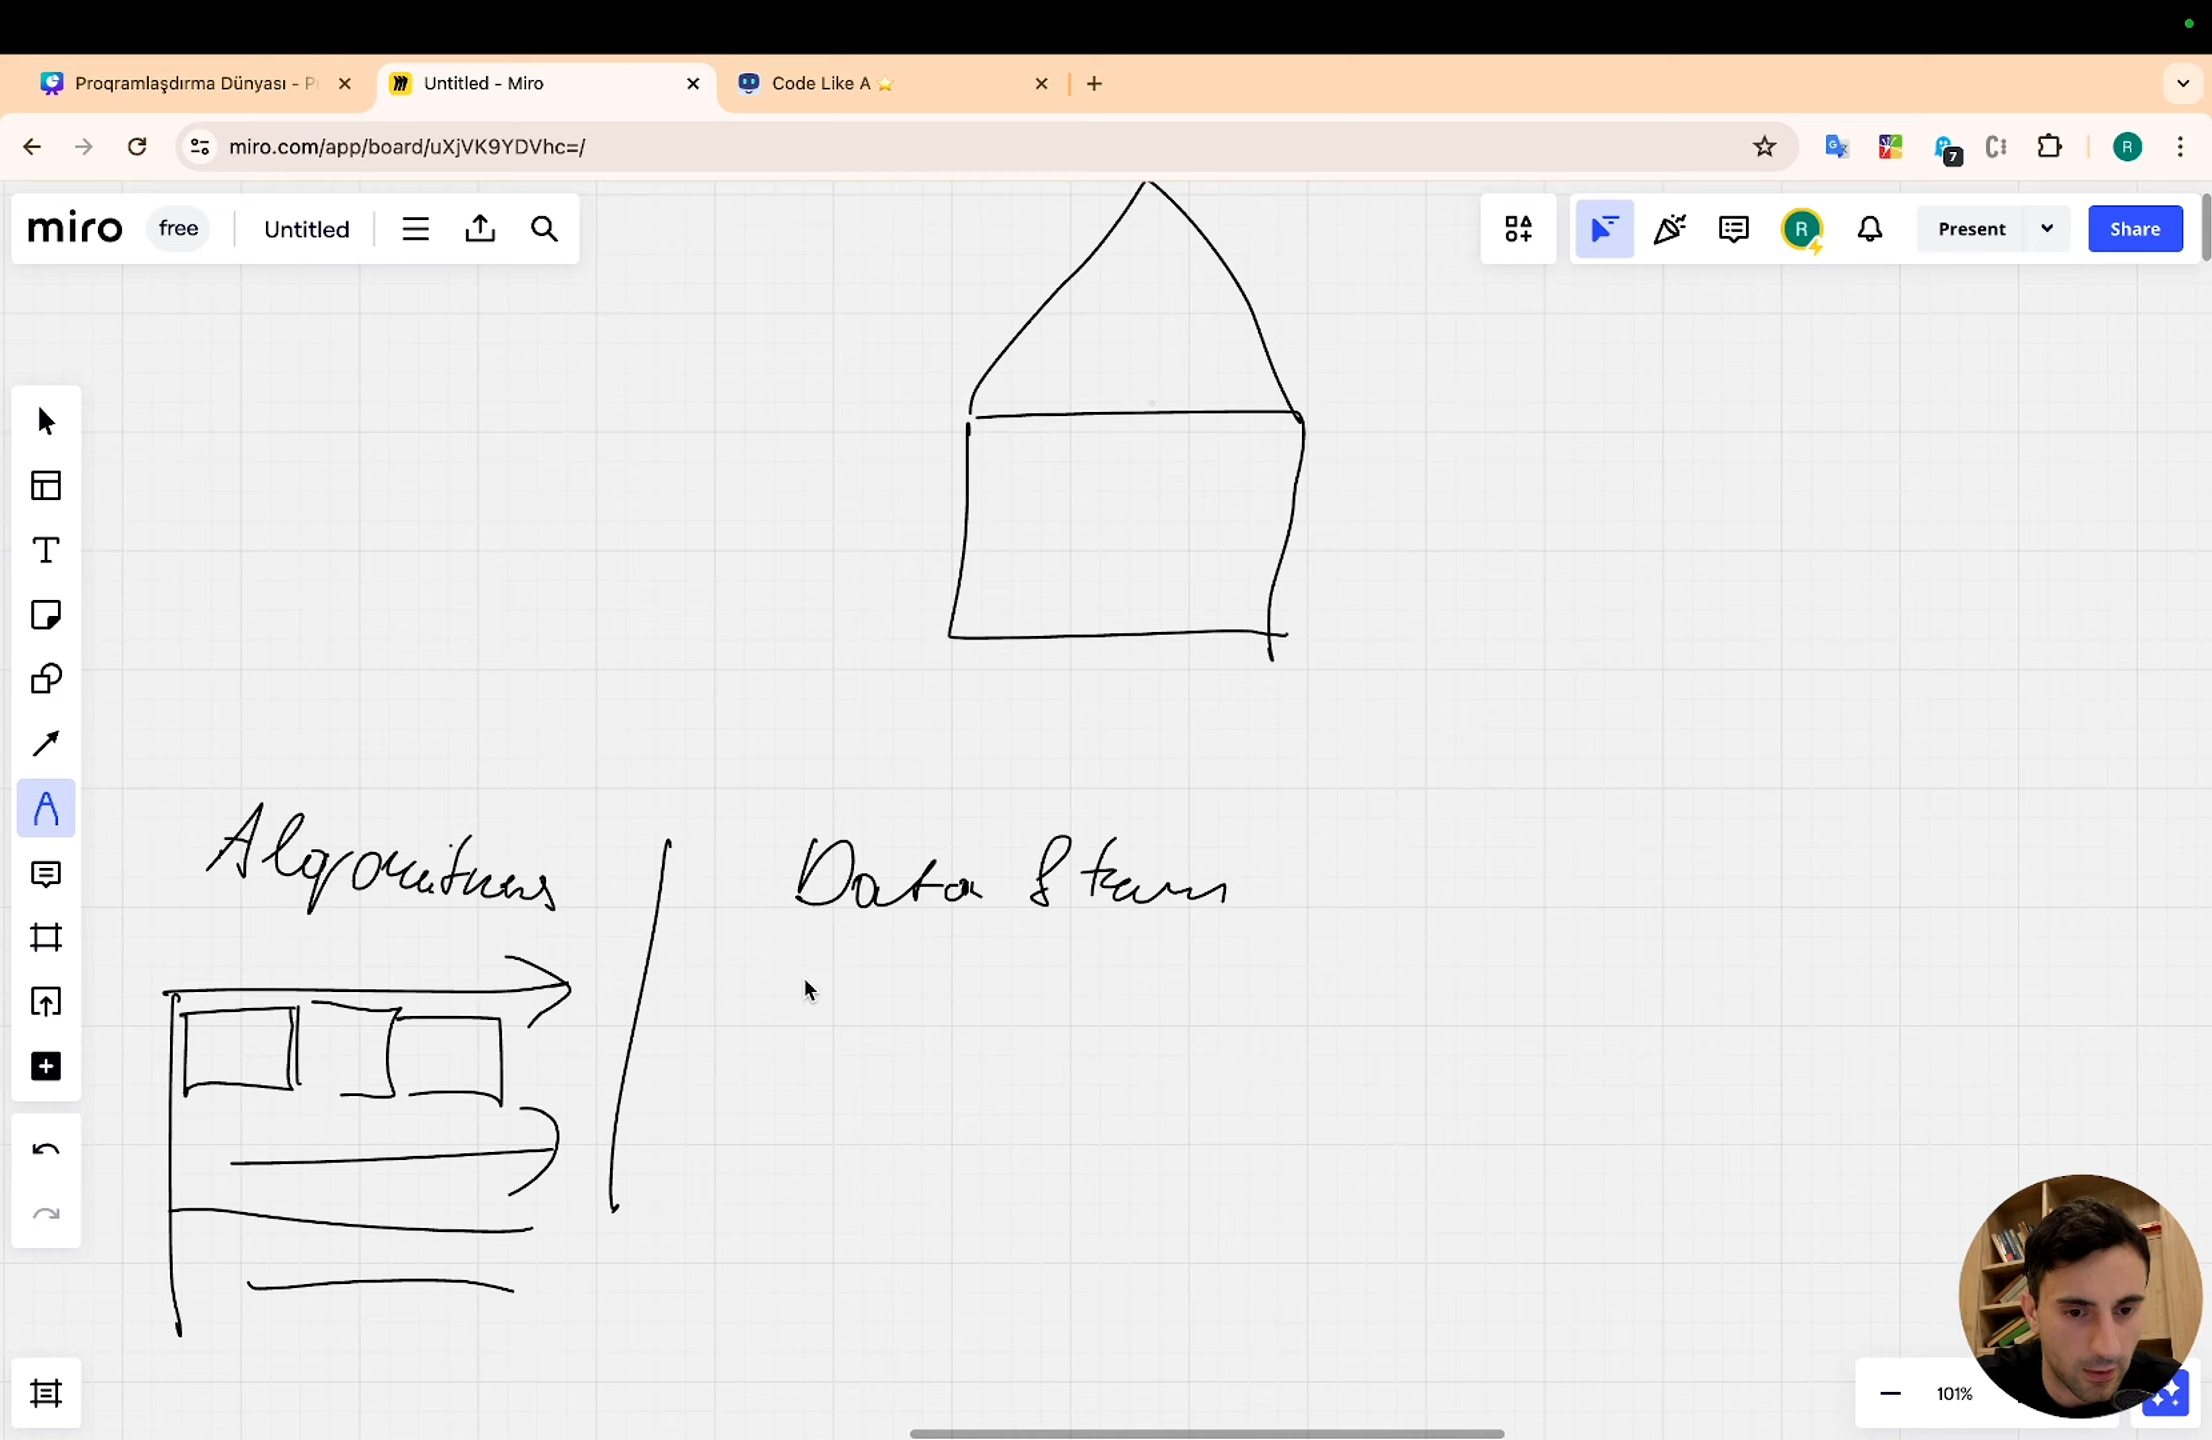 Proqramlaşdırma Dünyası - P
Untitled - Miro
Code Like A ⭐
miro.com/app/board/uXjVK9YDVhc=/
7
R
miro
free
Untitled
R
Present
Share
Algorithms
Data
101%